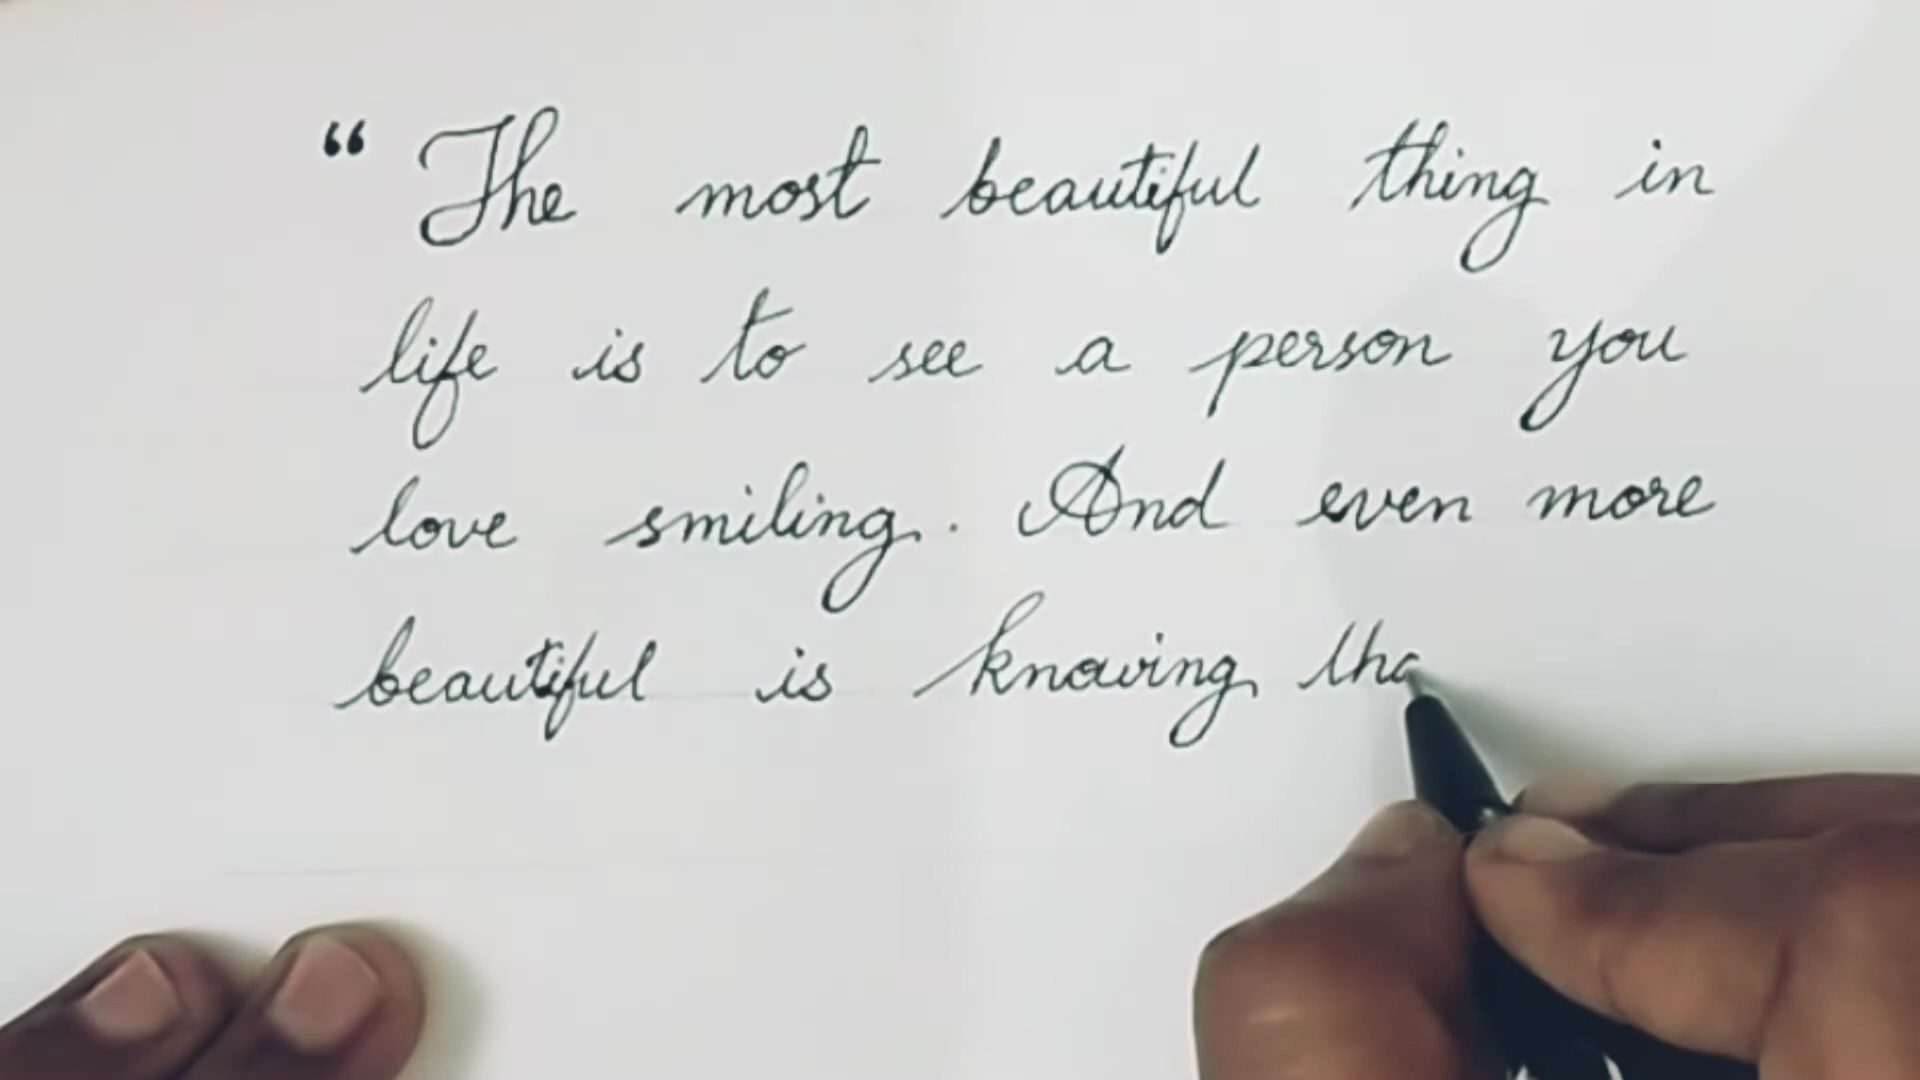 “ The most beautiful thing in
life is to see a person you
love smiling. And even more
beautiful is knowing tha